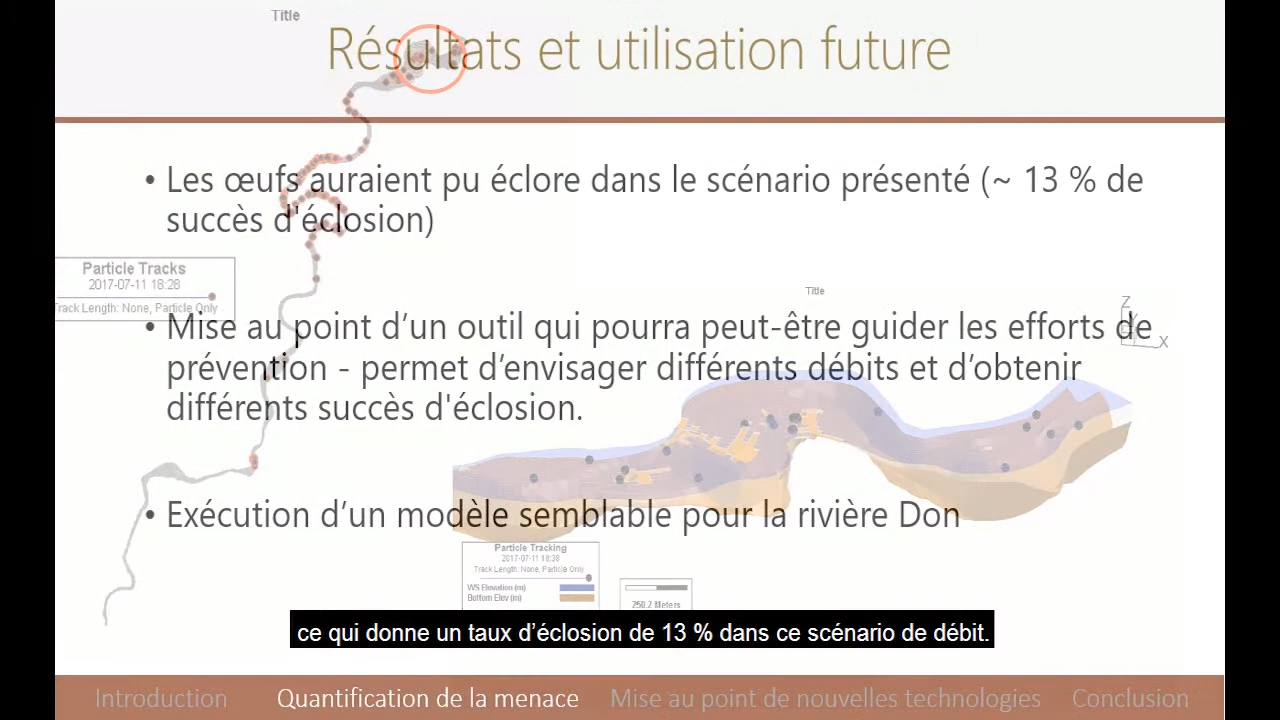 Title
Résultats et utilisation future
• Les œufs auraient pu éclore dans le scénario présenté (~ 13 % de
succès d'éclosion)
Particle Tracks
2017-07-11 18:28
Track Length: None, Particle Only
Title
Z
Y
X
• Mise au point d’un outil qui pourra peut-être guider les efforts de
prévention - permet d’envisager différents débits et d’obtenir
différents succès d'éclosion.
• Exécution d’un modèle semblable pour la rivière Don
Particle Tracking
2017-07-11 18:38
Track Length: None, Particle Only
WS Elevation (m)
Bottom Elev (m)
250.2 Meters
ce qui donne un taux d’éclosion de 13 % dans ce scénario de débit.
Introduction
Quantification de la menace
Mise au point de nouvelles technologies
Conclusion